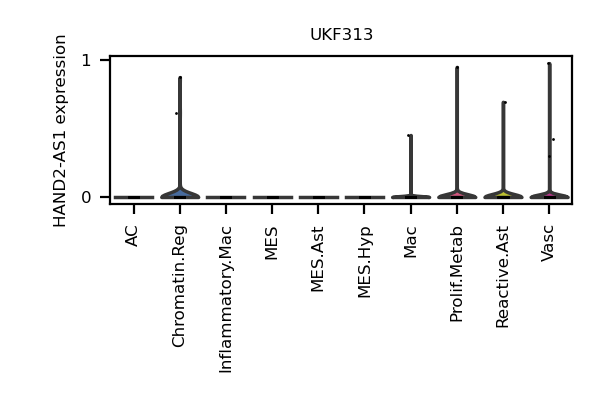 UKF313
HAND2-AS1 expression
1
0
AC
Chromatin.Reg
Inflammatory.Mac
MES
MES.Ast
MES.Hyp
Mac
Prolif.Metab
Reactive.Ast
Vasc